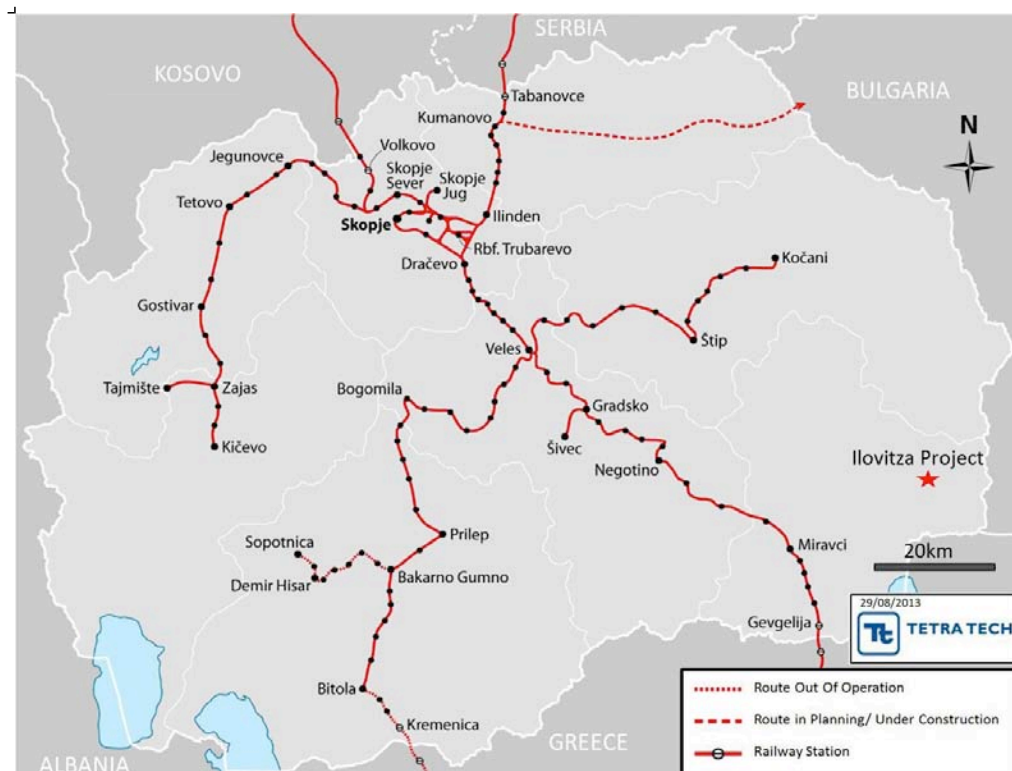 SERBIA
KOSOVO
BULGARIA
Tabanovce
Kumanovo
N
Volkovo
Jegunovce
Skopje
Sever
Skopje
Jug
Tetovo
Skopje
Ilinden
Rbf. Trubarevo
Dračevo
Kočani
Gostivar
Štip
Veles
Tajmište
Zajas
Bogomila
Gradsko
Kičevo
Šivec
Negotino
Ilovitza Project
Sopotnica
Prilep
Miravci
20km
Demir Hisar
Bakarno Gumno
29/08/2013
Gevgelija
Tt
TETRA TECH
Bitola
Route Out Of Operation
Kremenica
Route in Planning/ Under Construction
GREECE
Railway Station
ALBANIA